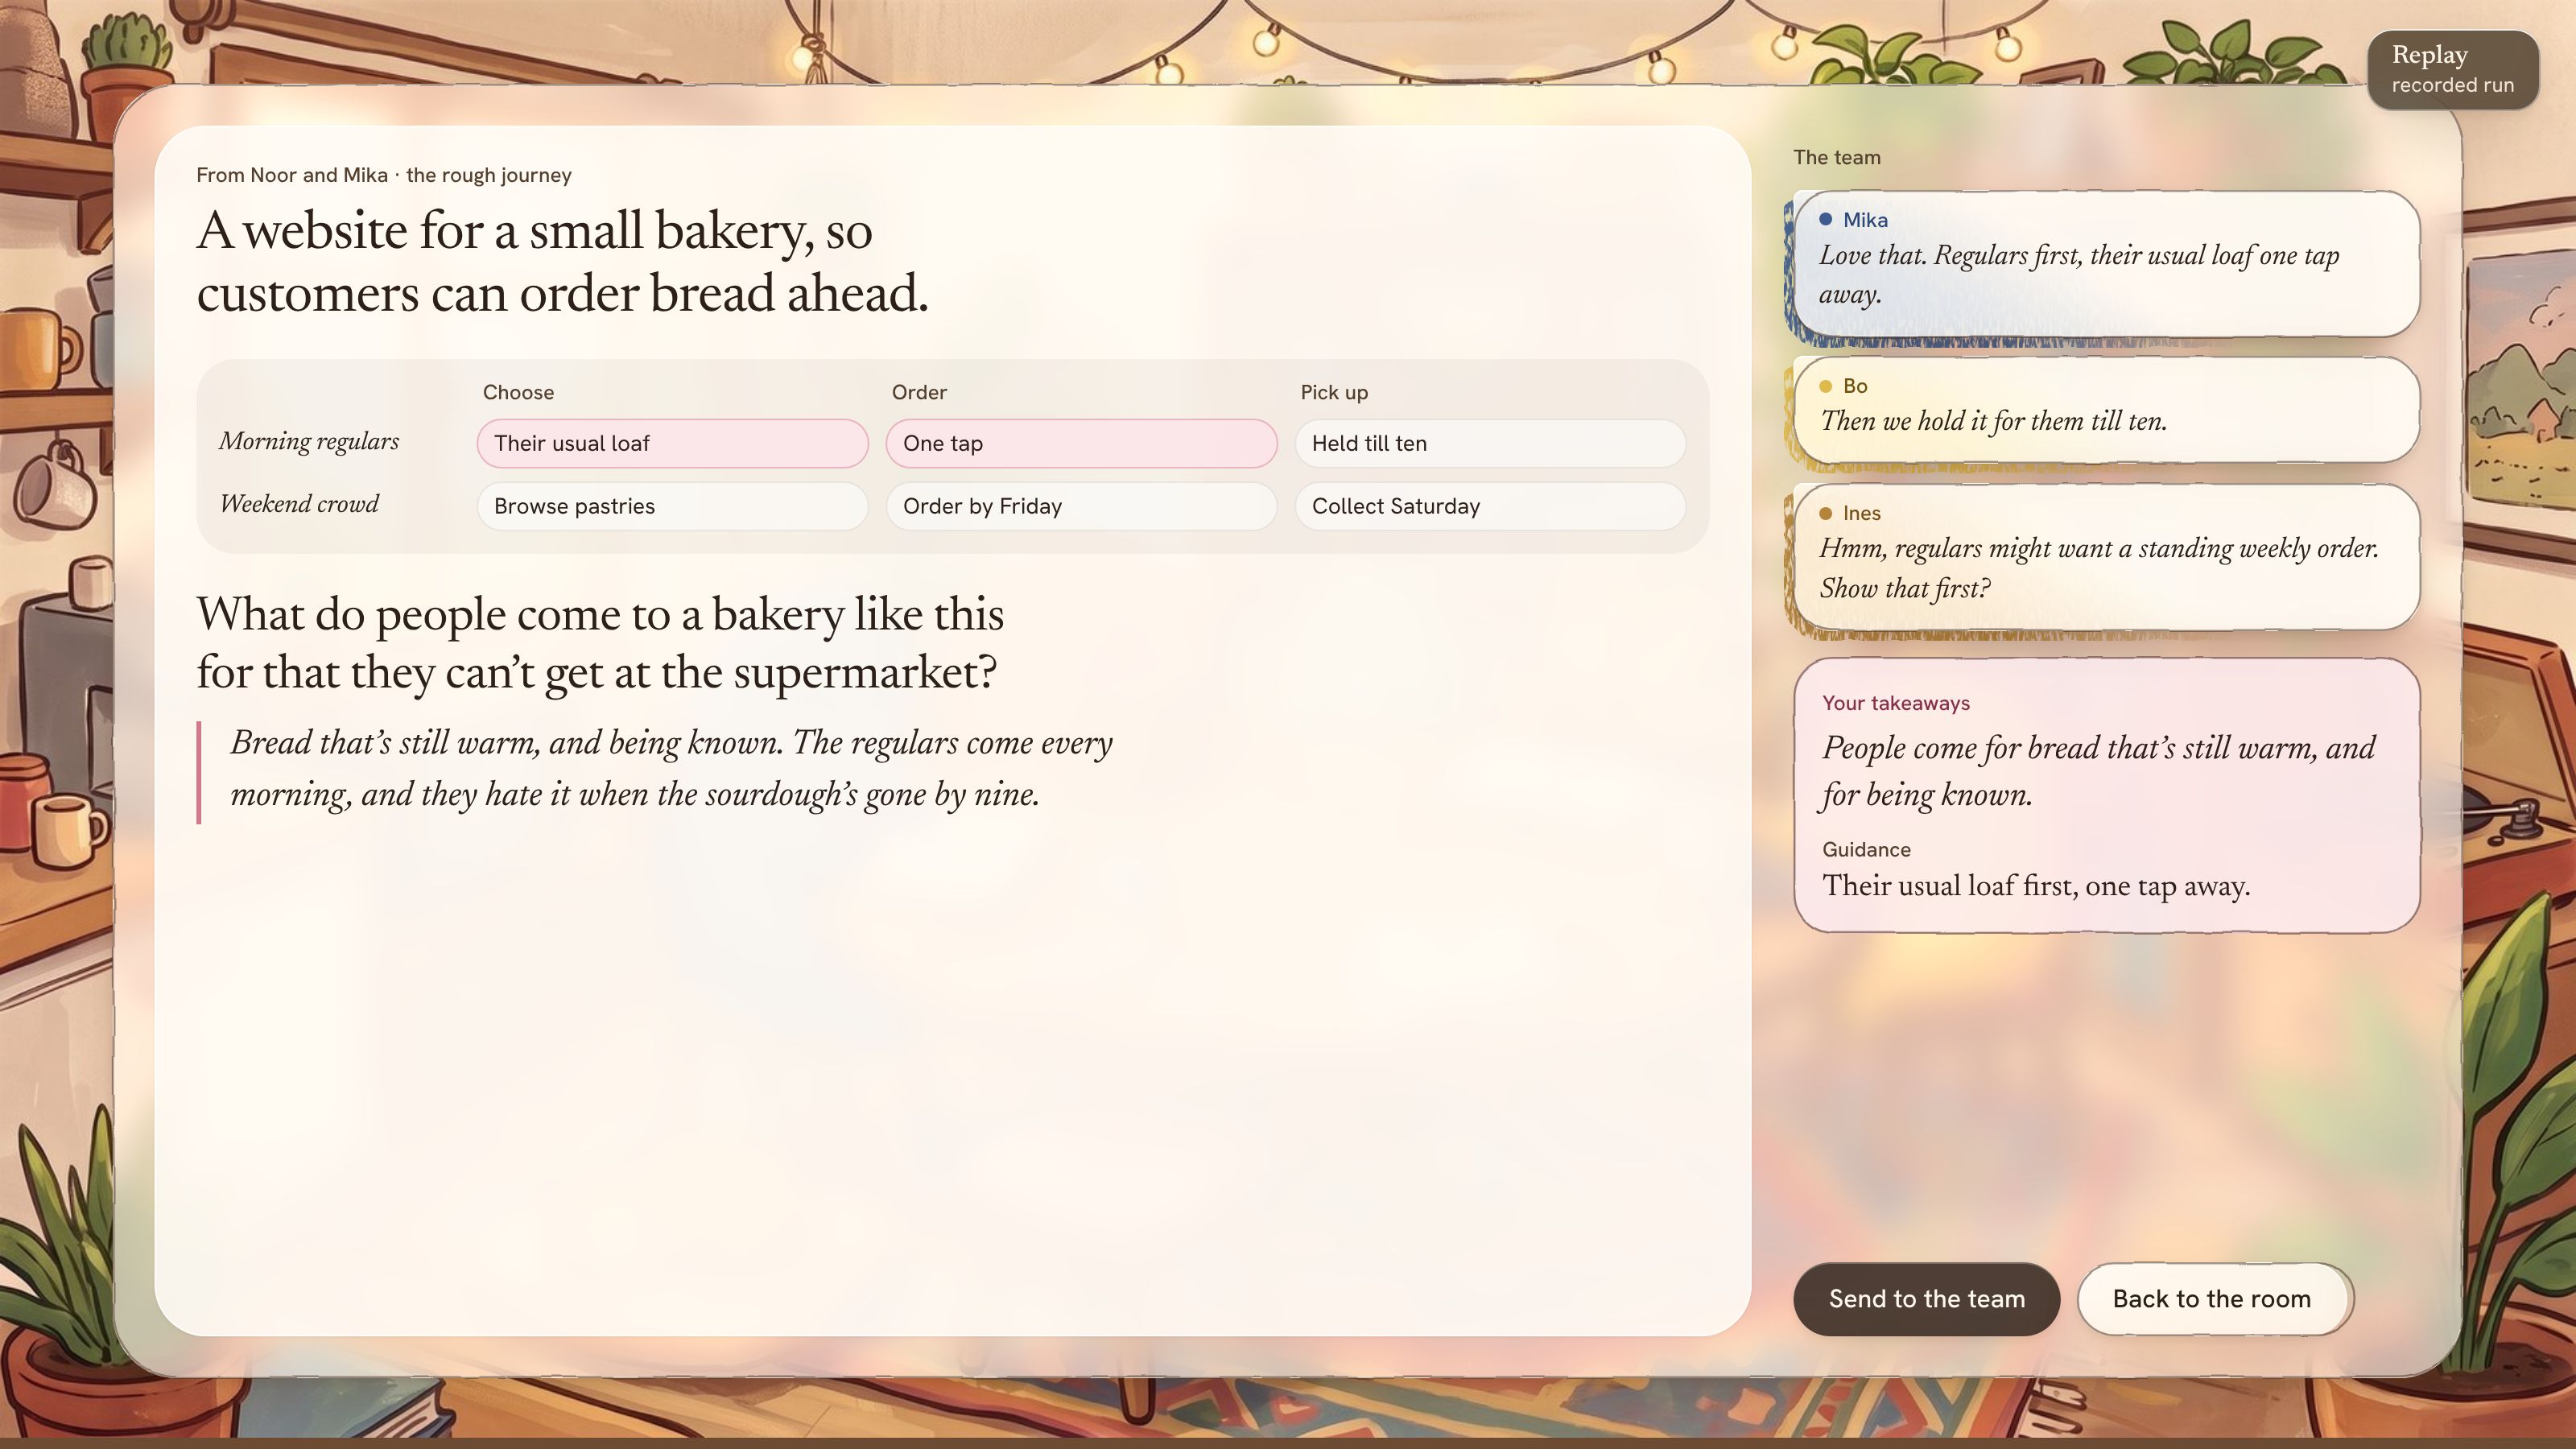 Replay
recorded run
From Noor and Mika · the rough journey
A website for a small bakery, so
customers can order bread ahead.
Choose Order Pick up
Morning regulars Their usual loaf One tap Held till ten
Weekend crowd Browse pastries Order by Friday Collect Saturday
What do people come to a bakery like this
for that they can’t get at the supermarket?
Bread that’s still warm, and being known. The regulars come every
morning, and they hate it when the sourdough’s gone by nine.
The team
Mika
Love that. Regulars first, their usual loaf one tap
away.
Bo
Then we hold it for them till ten.
Ines
Hmm, regulars might want a standing weekly order.
Show that first?
Your takeaways
People come for bread that’s still warm, and
for being known.
Guidance
Their usual loaf first, one tap away.
Send to the team Back to the room